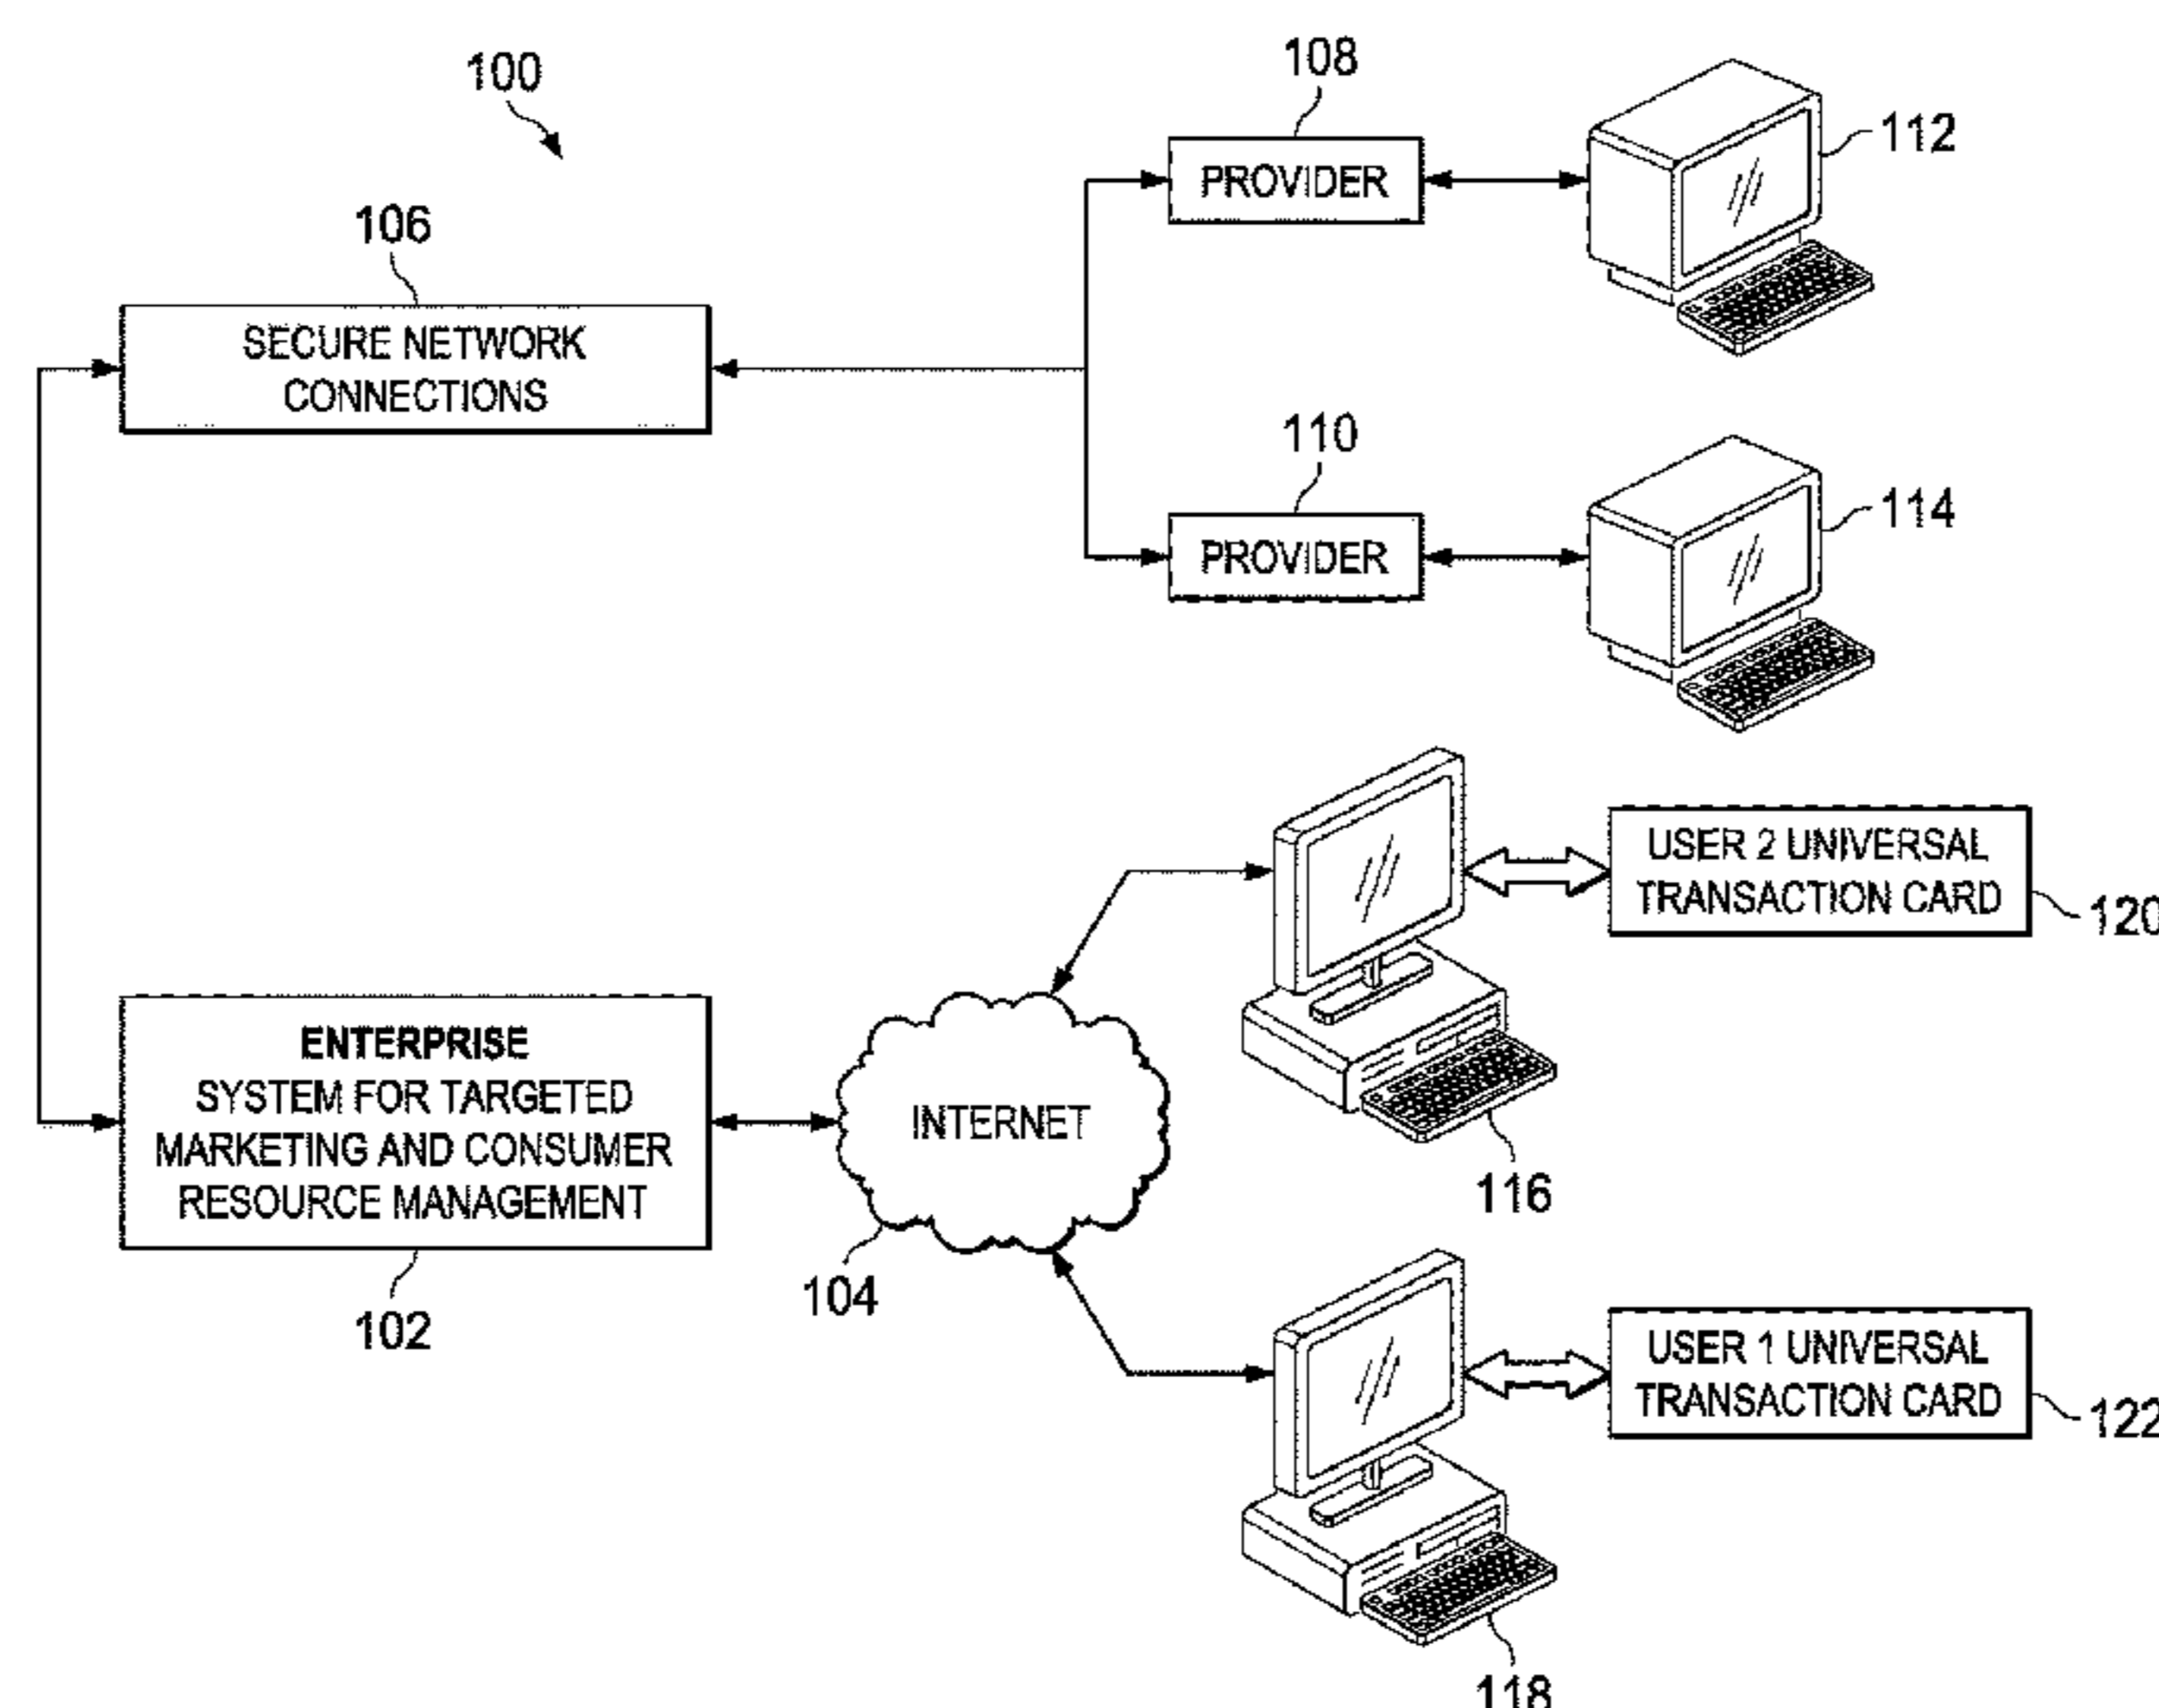 100
108
112
PROVIDER
106
SECURE NETWORK
CONNECTIONS
110
114
PROVIDER
USER 2 UNIVERSAL
TRANSACTION CARD
120
ENTERPRISE
SYSTEM FOR TARGETED
MARKETING AND CONSUMER
RESOURCE MANAGEMENT
INTERNET
116
104
102
USER 1 UNIVERSAL
TRANSACTION CARD
122
118